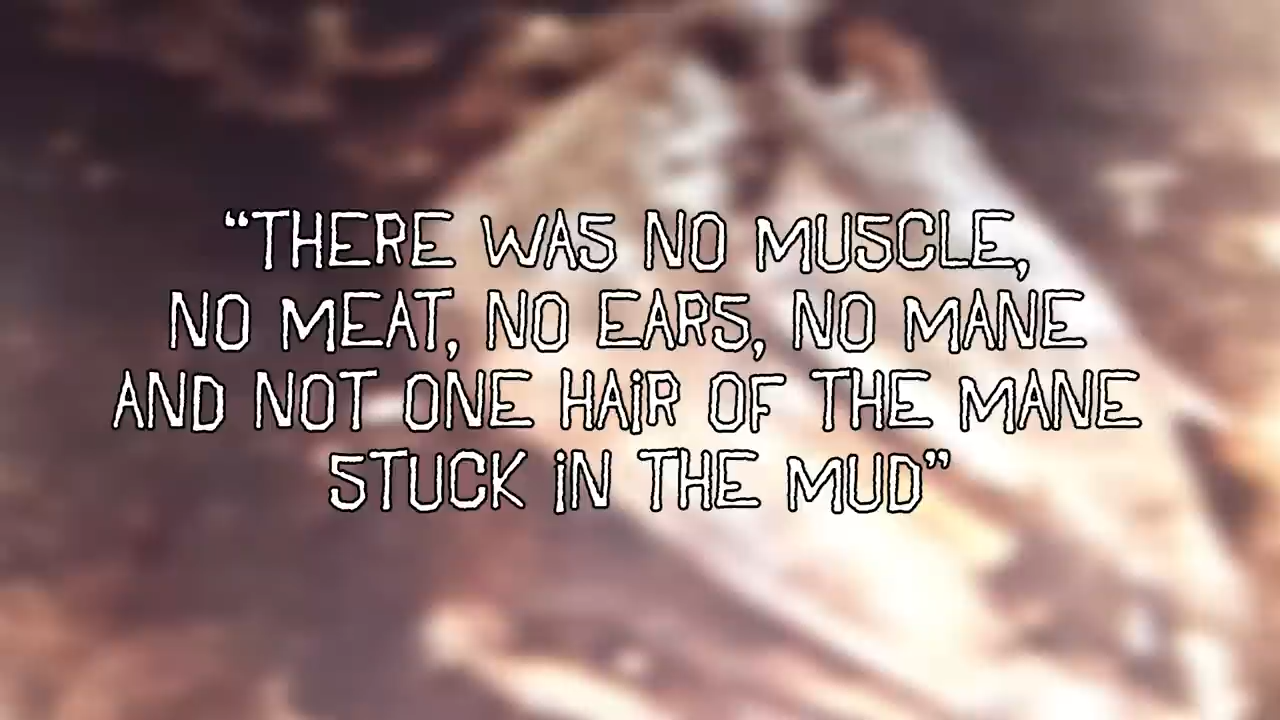 “THERE WAS NO MUSCLE,
NO MEAT, NO EARS, NO MANE
AND NOT ONE HAIR OF THE MANE
STUCK IN THE MUD”